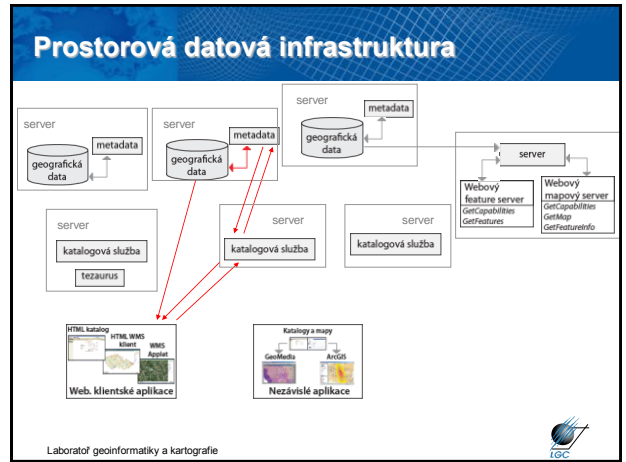 Prostorová datová infrastruktura
server
metadata
geografická
data
server
metadata
geografická
data
server
metadata
geografická
data
server
Webový
feature server
GetCapabilities
GetFeatures
Webový
mapový server
GetCapabilities
GetMap
GetFeatureInfo
server
katalogová služba
tezaurus
server
katalogová služba
server
katalogová služba
HTML katalog
HTML WMS
klient
WMS
Applet
Web. klientské aplikace
Katalogy a mapy
GeoMedia
ArcGIS
Nezávislé aplikace
Laboratoř geoinformatiky a kartografie
LGC